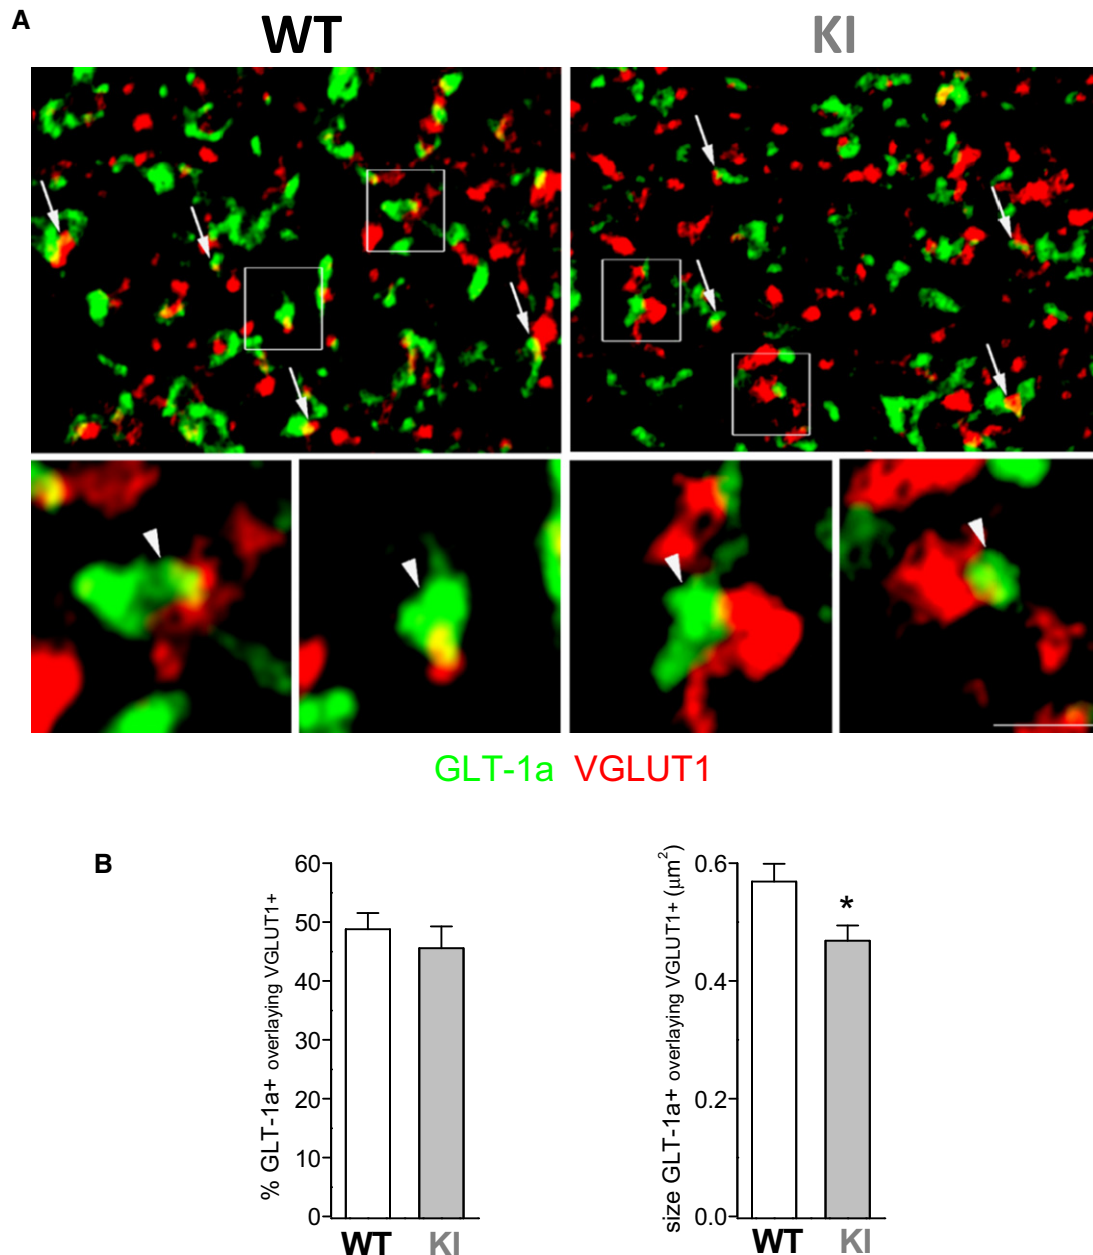 A
WT
KI
GLT-1a VGLUT1
B
% GLT-1a+ overlaying VGLUT1+
60
50
40
30
20
10
0
WT
KI
size GLT-1a+ overlaying VGLUT1+ (μm²)
0.6
0.4
0.2
0.0
*
WT
KI